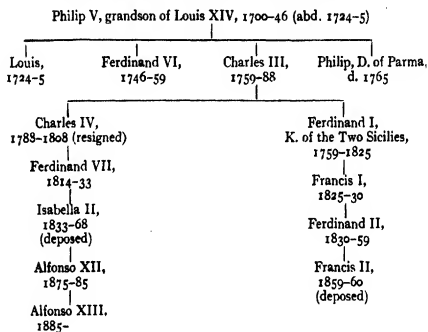 Philip V, grandson of Louis XIV, 1700-46 (abd. 1724-5)
Louis,
1724-5
Ferdinand VI,
1746-59
Charles III,
1759-88
Philip, D. of Parma,
d. 1765
Charles IV,
1788-1808 (resigned)
Ferdinand VII,
1814-33
Isabella II,
1833-68
(deposed)
Alfonso XII,
1875-85
Alfonso XIII,
1885-
Ferdinand I,
K. of the Two Sicilies,
1759-1825
Francis I,
1825-30
Ferdinand II,
1830-59
Francis II,
1859-60
(deposed)